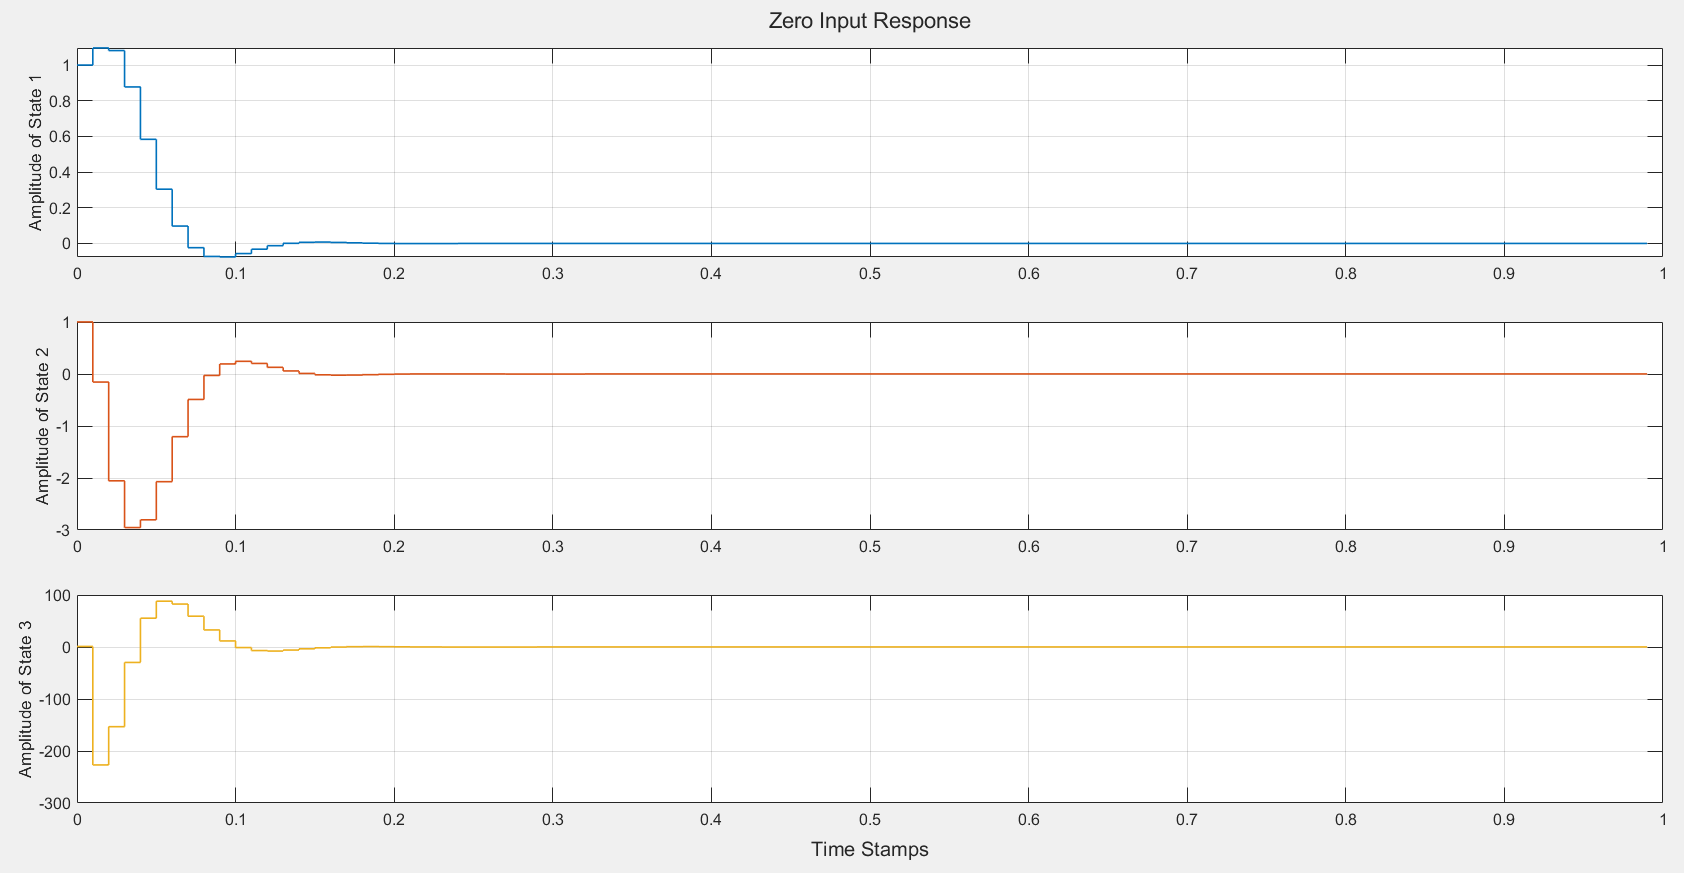 Zero Input Response
Amplitude of State 1
1
0.8
0.6
0.4
0.2
0
0 0.1 0.2 0.3 0.4 0.5 0.6 0.7 0.8 0.9 1
Amplitude of State 2
1
0
-1
-2
-3
0 0.1 0.2 0.3 0.4 0.5 0.6 0.7 0.8 0.9 1
Amplitude of State 3
100
0
-100
-200
-300
0 0.1 0.2 0.3 0.4 0.5 0.6 0.7 0.8 0.9 1
Time Stamps